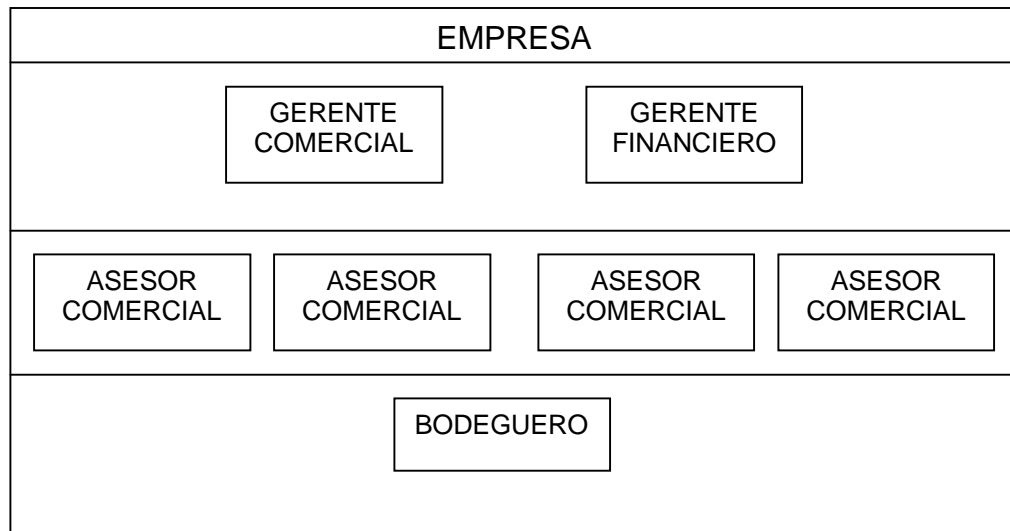 EMPRESA
GERENTE
COMERCIAL
GERENTE
FINANCIERO
ASESOR
COMERCIAL
ASESOR
COMERCIAL
ASESOR
COMERCIAL
ASESOR
COMERCIAL
BODEGUERO